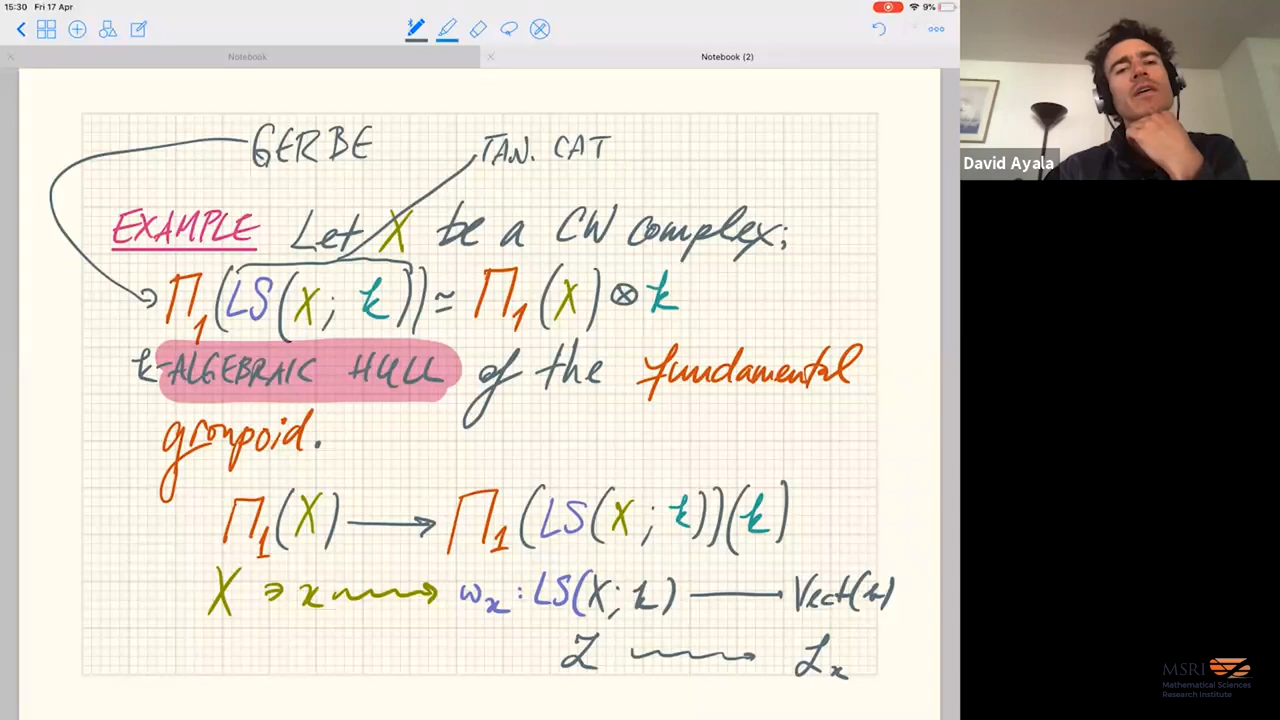 15:30 Fri 17 Apr
9%
Notebook
Notebook (2)
GERBE
TAN. CAT
EXAMPLE Let X be a CW complex;
Π₁(LS(X; k)) ≃ Π₁(X) ⊗ k
k-ALGEBRAIC HULL of the fundamental
groupoid.
Π₁(X) ⟶ Π₁(LS(X; k))(k)
X ∋ x ⟿ ωₓ : LS(X; k) ⟶ Vect(k)
ℒ ⟿ ℒₓ
David Ayala
MSRI
Mathematical Sciences
Research Institute